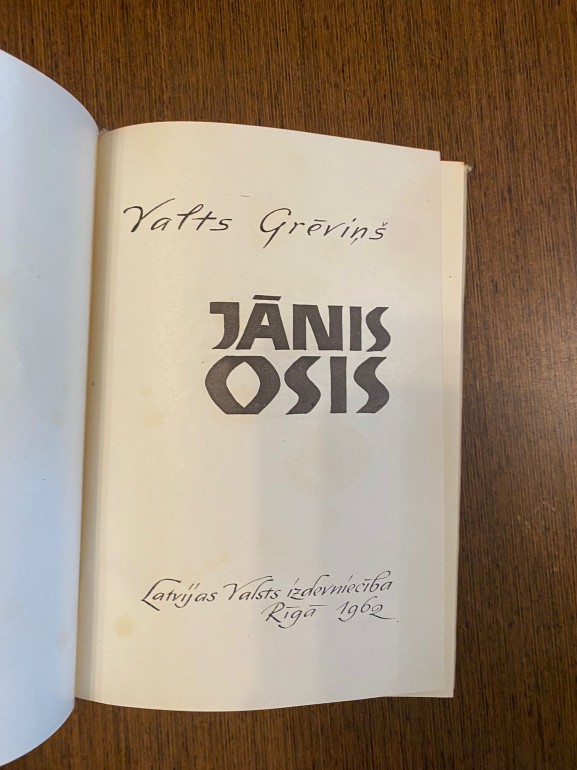 Valts Grēviņš
JĀNIS
OSIS
Latvijas Valsts izdevniecība
Rīgā 1962